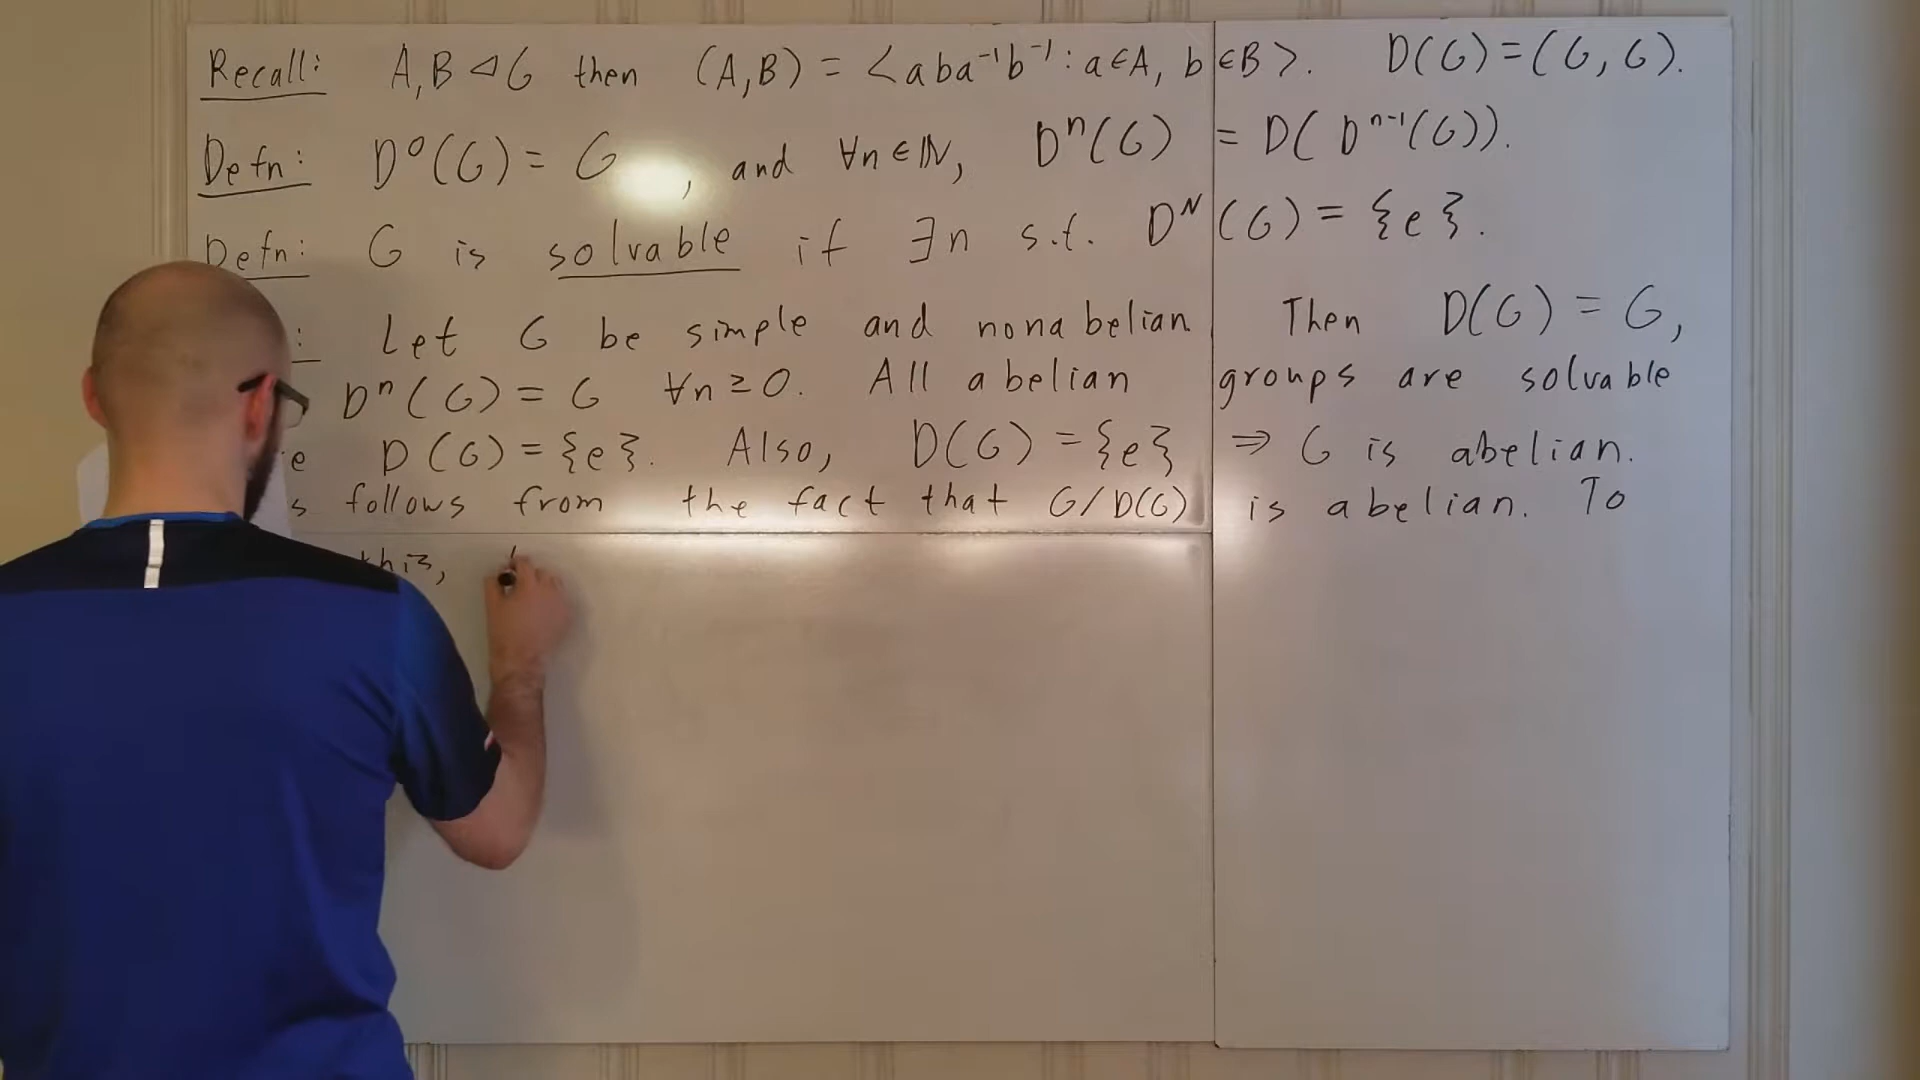 Recall: A,B ⊲ G then (A,B) = <aba⁻¹b⁻¹ : a∈A, b∈B>. D(G)=(G,G).
Defn: D⁰(G) = G, and ∀n∈ℕ, Dⁿ(G) = D(Dⁿ⁻¹(G)).
Defn: G is solvable if ∃n s.t. Dᴺ(G) = {e}.
: Let G be simple and nonabelian Then D(G) = G,
Dⁿ(G) = G ∀n≥0. All abelian groups are solvable
D(G) = {e}. Also, D(G) = {e} ⇒ G is abelian.
follows from the fact that G/D(G) is abelian. To
this,